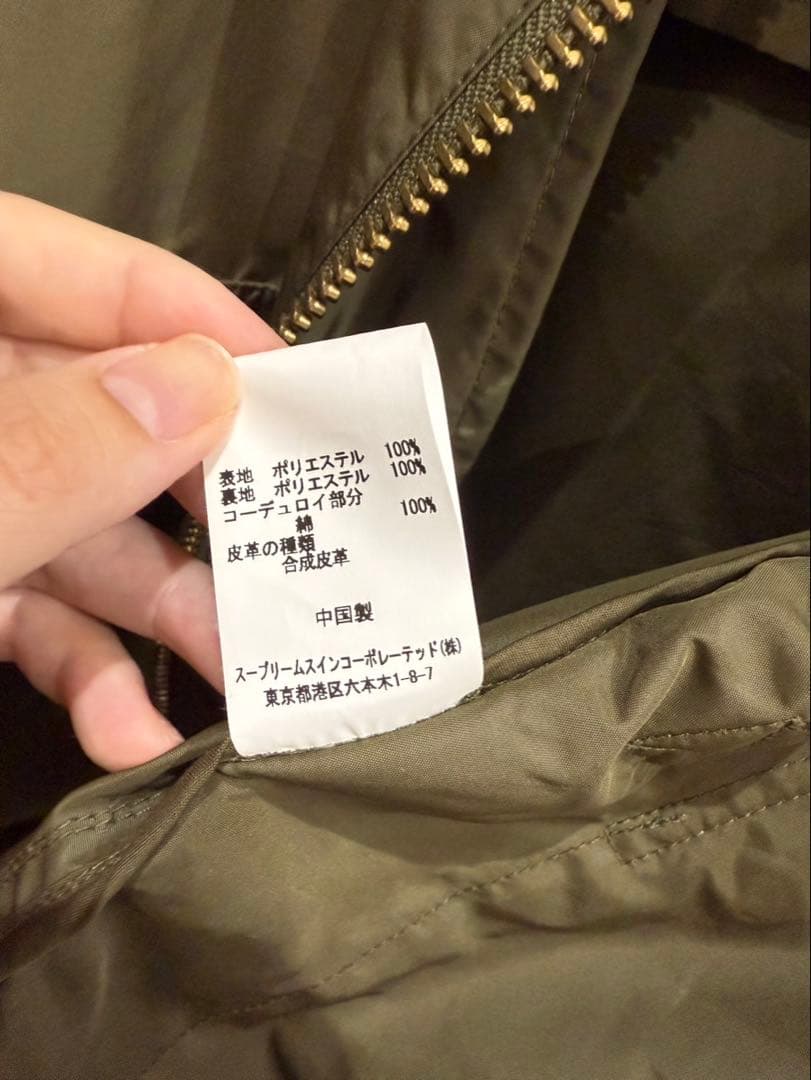 表地 ポリエステル 100%
裏地 ポリエステル 100%
コーデュロイ部分
綿 100%
皮革の種類
合成皮革
中国製
スープリームスインコーポレーテッド(株)
東京都港区六本木1-8-7